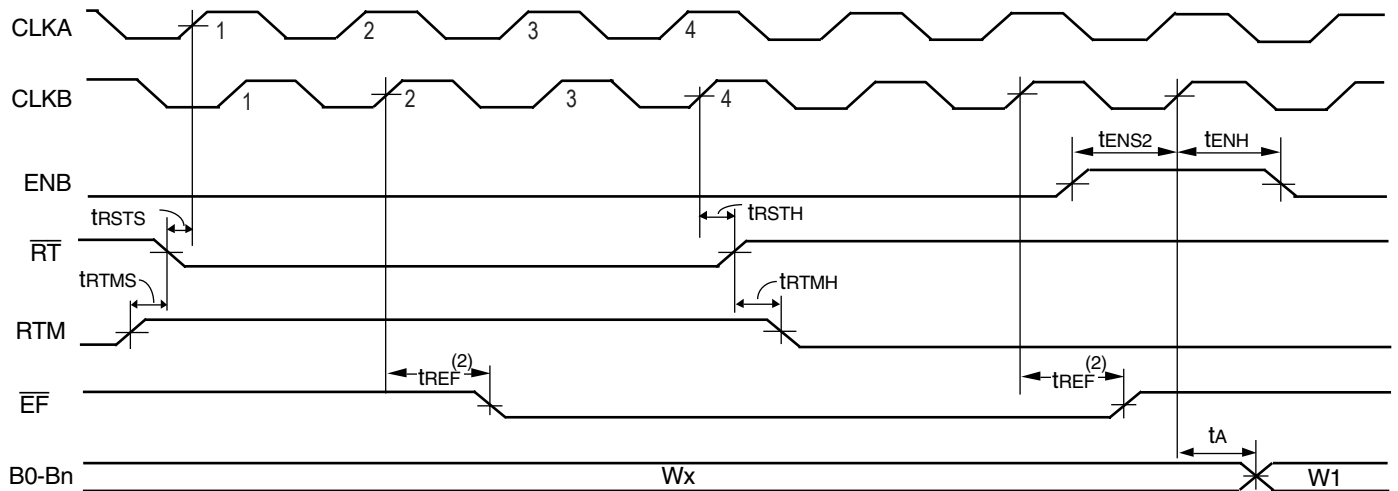 CLKA 1 2 3 4
CLKB 1 2 3 4
tENS2 tENH
ENB
tRSTS tRSTH
RT
tRTMS tRTMH
RTM
tREF(2) tREF(2)
EF
tA
B0-Bn Wx W1